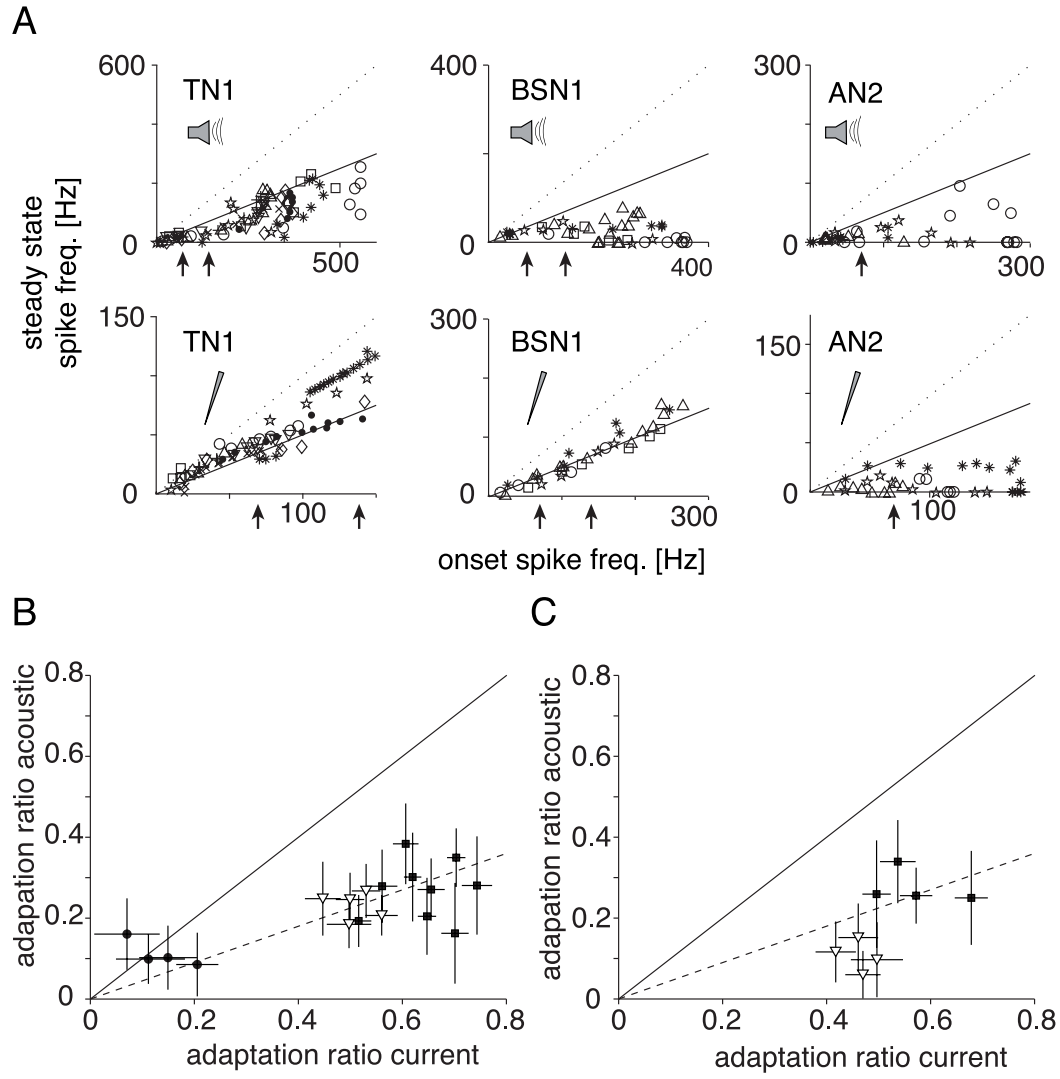 A
600
TN1
0
500
400
BSN1
0
400
300
AN2
0
300
steady state
spike freq. [Hz]
150
TN1
0
100
300
BSN1
0
300
150
AN2
0
100
onset spike freq. [Hz]
B
0.8
0.6
0.4
0.2
0
0
0.2
0.4
0.6
0.8
adapation ratio acoustic
adaptation ratio current
C
0.8
0.6
0.4
0.2
0
0
0.2
0.4
0.6
0.8
adaptation ratio acoustic
adaptation ratio current